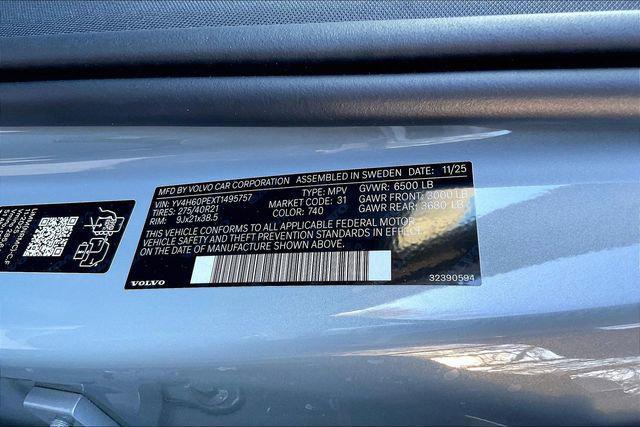 MFD BY VOLVO CAR CORPORATION ASSEMBLED IN SWEDEN DATE: 11/25
VIN: YV4H60PEXT1495757 TYPE: MPV GVWR: 6500 LB
TIRES: 275/40R21 MARKET CODE: 31 GAWR FRONT: 3000 LB
RIM: 9Jx21x38.5 COLOR: 740 GAWR REAR: 3680 LB
THIS VEHICLE CONFORMS TO ALL APPLICABLE FEDERAL MOTOR
VEHICLE SAFETY, BUMPER, AND THEFT PREVENTION STANDARDS IN EFFECT
ON THE DATE OF MANUFACTURE SHOWN ABOVE.
VOLVO 32390594